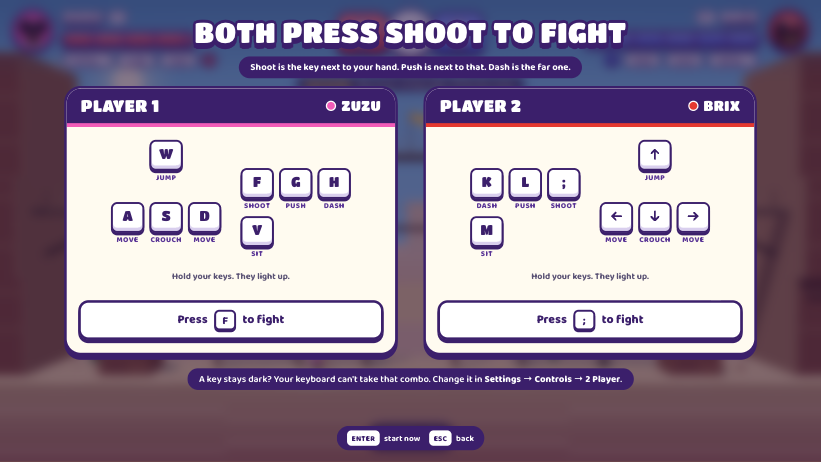 BOTH PRESS SHOOT TO FIGHT
Shoot is the key next to your hand. Push is next to that. Dash is the far one.
PLAYER 1
ZUZU
W
JUMP
F G H
SHOOT PUSH DASH
A S D
MOVE CROUCH MOVE
V
SIT
Hold your keys. They light up.
Press F to fight
PLAYER 2
BRIX
↑
JUMP
K L ;
DASH PUSH SHOOT
← ↓ →
MOVE CROUCH MOVE
M
SIT
Hold your keys. They light up.
Press ; to fight
A key stays dark? Your keyboard can't take that combo. Change it in Settings → Controls → 2 Player.
ENTER start now ESC back